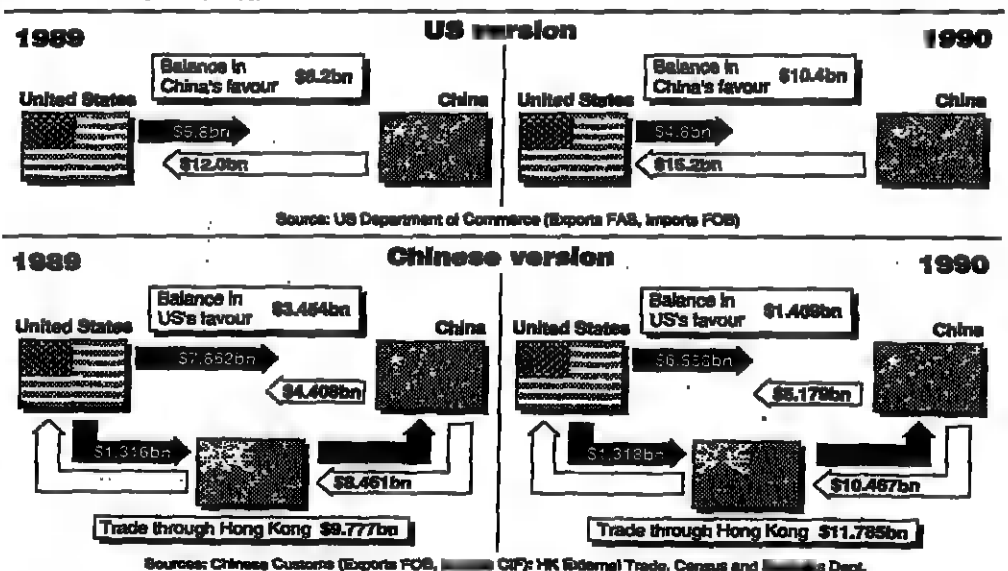 US version
1989
1990
Balance in
China's favour $6.2bn
Balance in
China's favour $10.4bn
United States
China
United States
China
$5.8bn
$12.0bn
$4.8bn
$15.2bn
Source: US Department of Commerce (Exports FAS, Imports FOB)
Chinese version
1989
1990
Balance in
US's favour $3.454bn
Balance in
US's favour $1.409bn
United States
China
United States
China
$7.862bn
$4.408bn
$6.588bn
$5.179bn
$1.316bn
$8.461bn
$1.318bn
$10.467bn
Trade through Hong Kong $9.777bn
Trade through Hong Kong $11.785bn
Sources: Chinese Customs (Exports FOB, CIF): HK External Trade, Census and Dept.